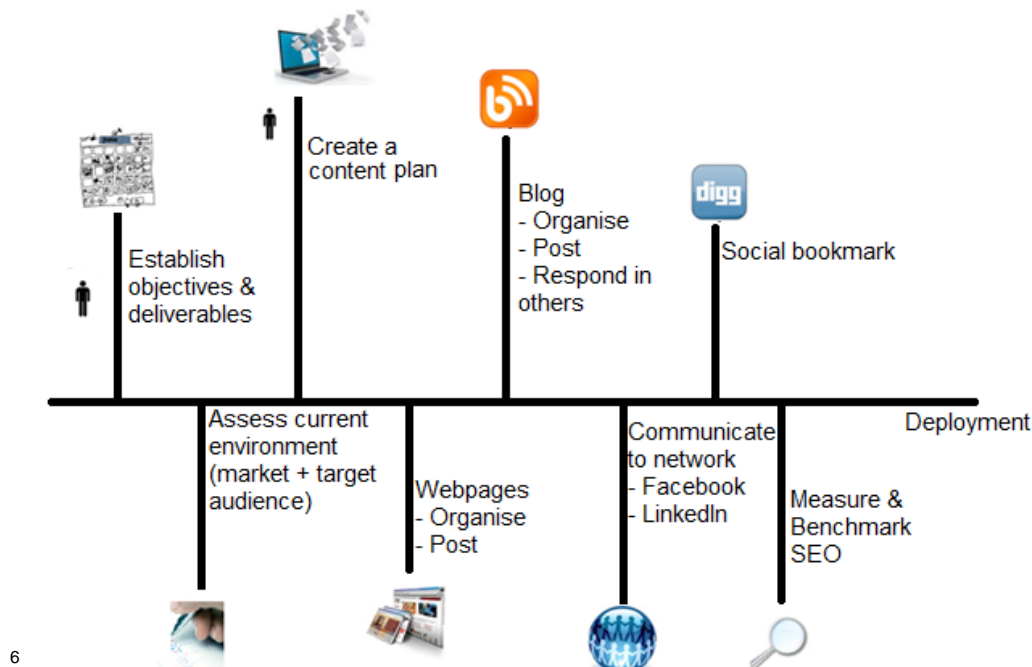 Create a
content plan
Blog
- Organise
- Post
- Respond in
others
digg
Social bookmark
Establish
objectives &
deliverables
Assess current
environment
(market + target
audience)
Deployment
Communicate
to network
- Facebook
- LinkedIn
Webpages
- Organise
- Post
Measure &
Benchmark
SEO
6